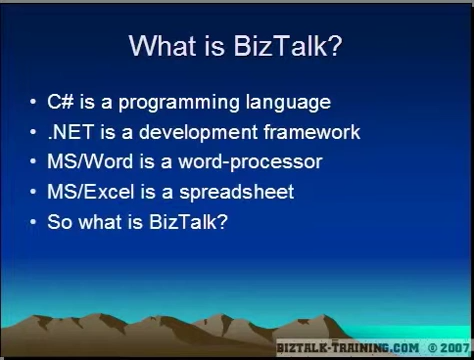 What is BizTalk?
• C# is a programming language
• .NET is a development framework
• MS/Word is a word-processor
• MS/Excel is a spreadsheet
• So what is BizTalk?
BIZTALK-TRAINING.COM © 2007